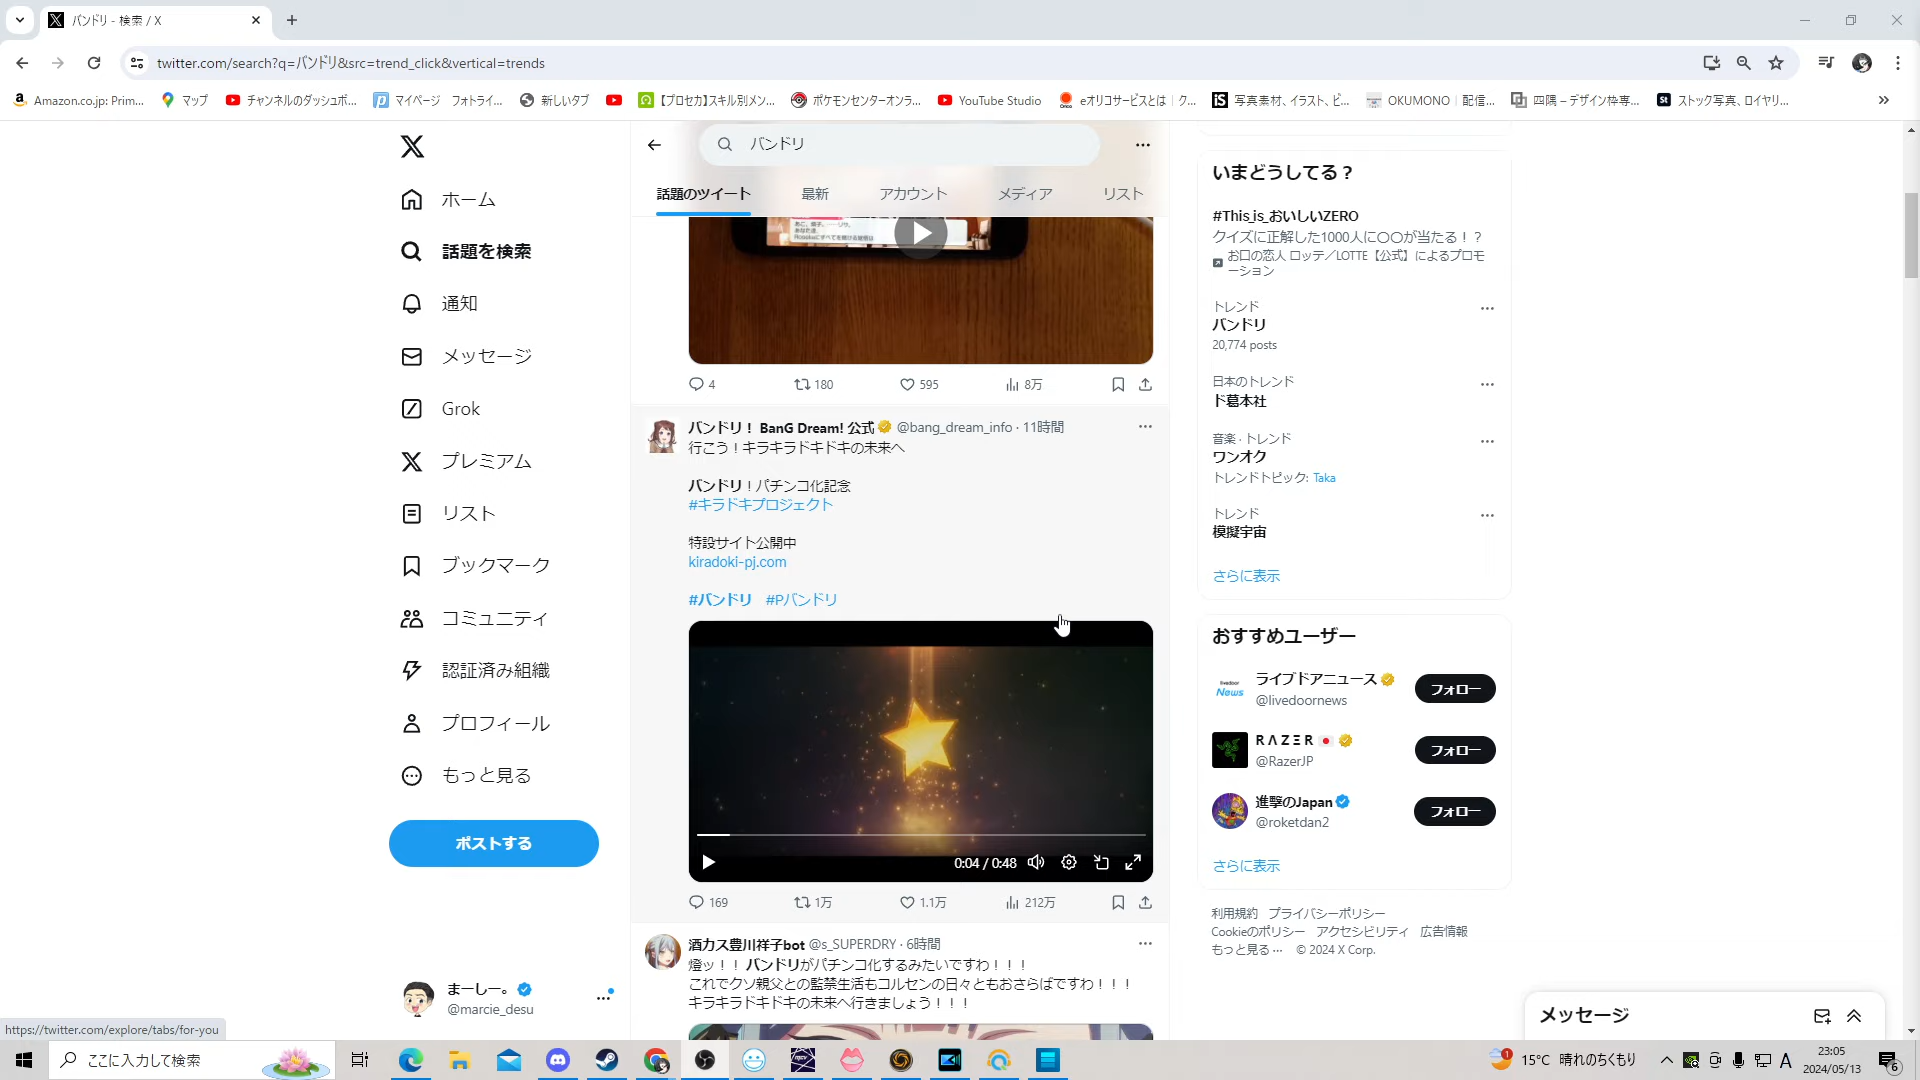 バンドリ - 検索 / X
twitter.com/search?q=バンドリ&src=trend_click&vertical=trends
Amazon.co.jp: Prim...
マップ
チャンネルのダッシュボ...
マイページ フォトライ...
新しいタブ
【プロセカ】スキル別メン...
ポケモンセンターオンラ...
YouTube Studio
eオリコサービスとは｜ク...
写真素材、イラスト、ビ...
OKUMONO｜配信...
四隅 – デザイン枠専...
ストック写真、ロイヤリ...
ホーム
話題を検索
通知
メッセージ
Grok
プレミアム
リスト
ブックマーク
コミュニティ
認証済み組織
プロフィール
もっと見る
ポストする
まーしー。
@marcie_desu
https://twitter.com/explore/tabs/for-you
バンドリ
話題のツイート
最新
アカウント
メディア
リスト
4
180
595
8万
バンドリ！ BanG Dream! 公式 @bang_dream_info · 11時間
行こう！キラキラドキドキの未来へ
バンドリ！パチンコ化記念
#キラドキプロジェクト
特設サイト公開中
kiradoki-pj.com
#バンドリ #Pバンドリ
0:04 / 0:48
169
1万
1.1万
212万
酒カス豊川祥子bot @s_SUPERDRY · 6時間
燈ッ！！バンドリがパチンコ化するみたいですわ！！！
これでクソ親父との監禁生活もコルセンの日々ともおさらばですわ！！！
キラキラドキドキの未来へ行きましょう！！！
いまどうしてる？
#This_is_おいしいZERO
クイズに正解した1000人に〇〇が当たる！？
お口の恋人 ロッテ／LOTTE【公式】によるプロモ
ーション
トレンド
バンドリ
20,774 posts
日本のトレンド
ド葛本社
音楽 · トレンド
ワンオク
トレンドトピック: Taka
トレンド
模擬宇宙
さらに表示
おすすめユーザー
livedoor
News
ライブドアニュース
@livedoornews
フォロー
RΛZΞR
@RazerJP
フォロー
進撃のJapan
@roketdan2
フォロー
さらに表示
利用規約 プライバシーポリシー
Cookieのポリシー アクセシビリティ 広告情報
もっと見る ··· © 2024 X Corp.
メッセージ
ここに入力して検索
1
15°C 晴れのちくもり
A
23:05
2024/05/13
6